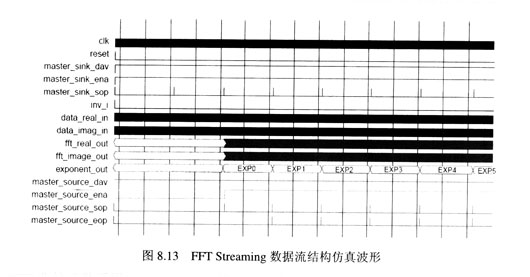 clk
reset
master_sink_dav
master_sink_ena
master_sink_sop
inv_i
data_real_in
data_imag_in
fft_real_out
fft_image_out
exponent_out
EXP0 EXP1 EXP2 EXP3 EXP4 EXP5
master_source_dav
master_source_ena
master_source_sop
master_source_eop
图 8.13 FFT Streaming 数据流结构仿真波形